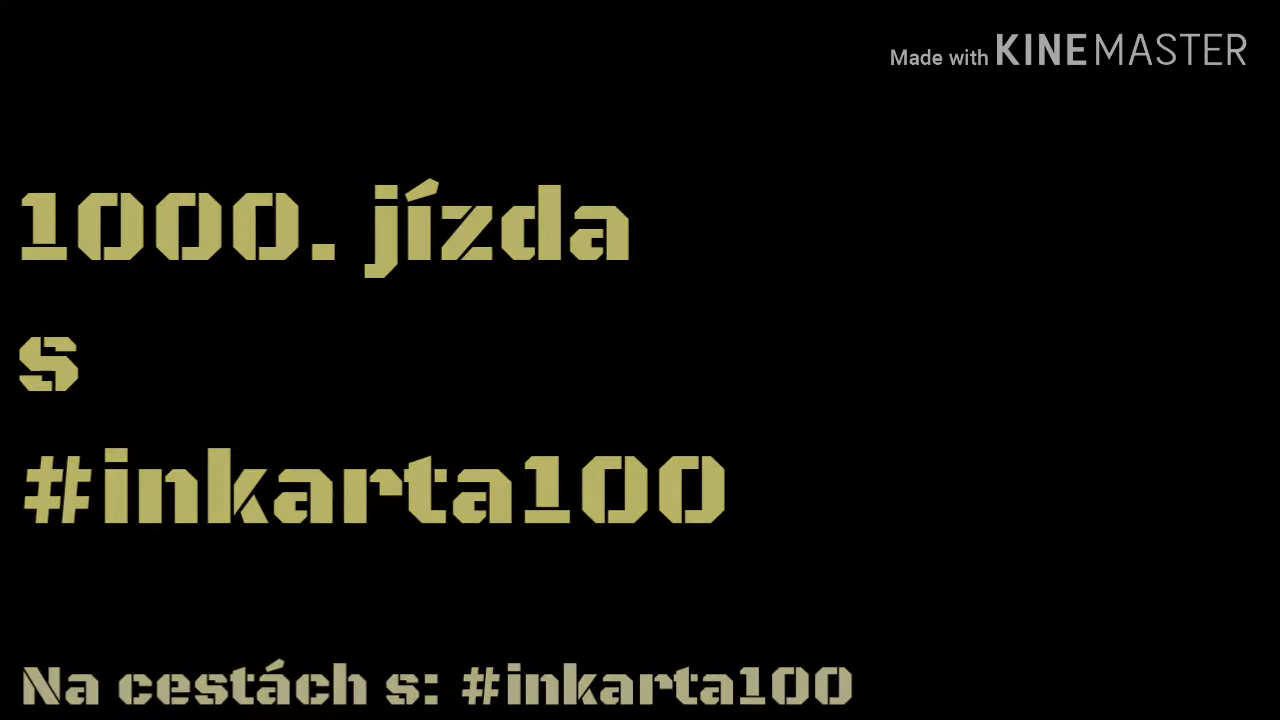 Made with KINEMASTER
1000. jízda
s
#inkarta100
Na cestách s: #inkarta100